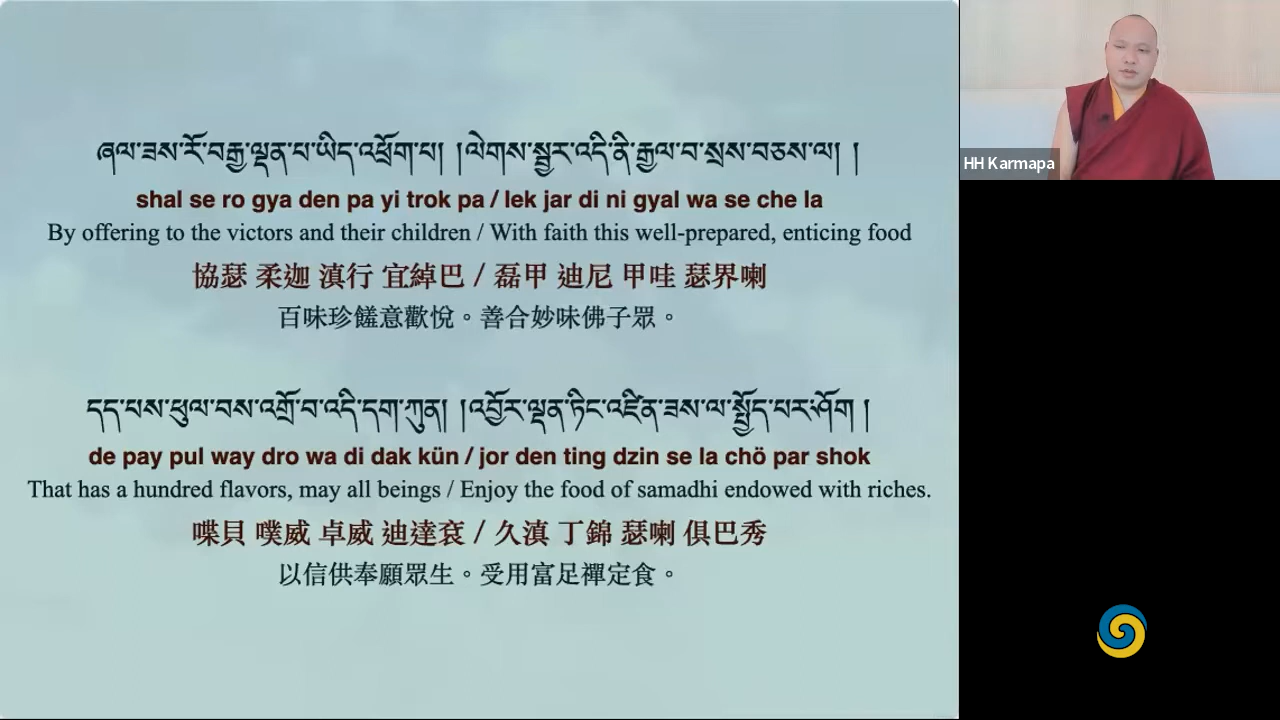 ཞལ་ཟས་རོ་བརྒྱ་ལྡན་པ་ཡིད་འཕྲོག་པ། །ལེགས་སྦྱར་འདི་ནི་རྒྱལ་བ་སྲས་བཅས་ལ། །
shal se ro gya den pa yi trok pa / lek jar di ni gyal wa se che la
By offering to the victors and their children / With faith this well-prepared, enticing food
協瑟 柔迦 滇行 宜綽巴 / 磊甲 迪尼 甲哇 瑟界喇
百味珍饈意歡悅。善合妙味佛子眾。
དད་པས་ཕུལ་བས་འགྲོ་བ་འདི་དག་ཀུན། །འབྱོར་ལྡན་ཏིང་འཛིན་ཟས་ལ་སྤྱོད་པར་ཤོག །
de pay pul way dro wa di dak kün / jor den ting dzin se la chö par shok
That has a hundred flavors, may all beings / Enjoy the food of samadhi endowed with riches.
喋貝 噗威 卓威 迪達袞 / 久滇 丁錦 瑟喇 俱巴秀
以信供奉願眾生。受用富足禪定食。
HH Karmapa